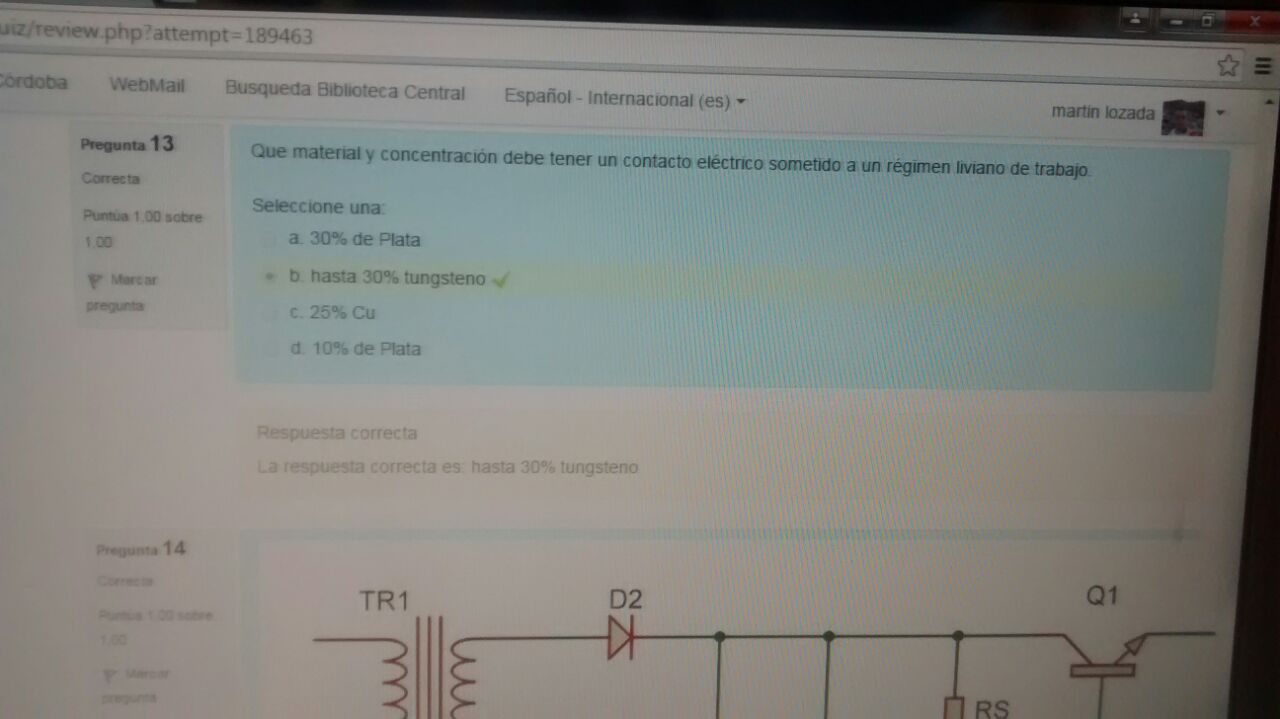 uiz/review.php?attempt=189463
Córdoba WebMail Busqueda Biblioteca Central Español - Internacional (es) martin lozada
Pregunta 13
Correcta
Puntúa 1,00 sobre
1,00
Marcar
pregunta
Que material y concentración debe tener un contacto eléctrico sometido a un régimen liviano de trabajo.
Seleccione una:
a. 30% de Plata
b. hasta 30% tungsteno
c. 25% Cu
d. 10% de Plata
Respuesta correcta
La respuesta correcta es: hasta 30% tungsteno
Pregunta 14
Correcta
Puntúa 1,00 sobre
1,00
Marcar
pregunta
TR1
D2
Q1
RS